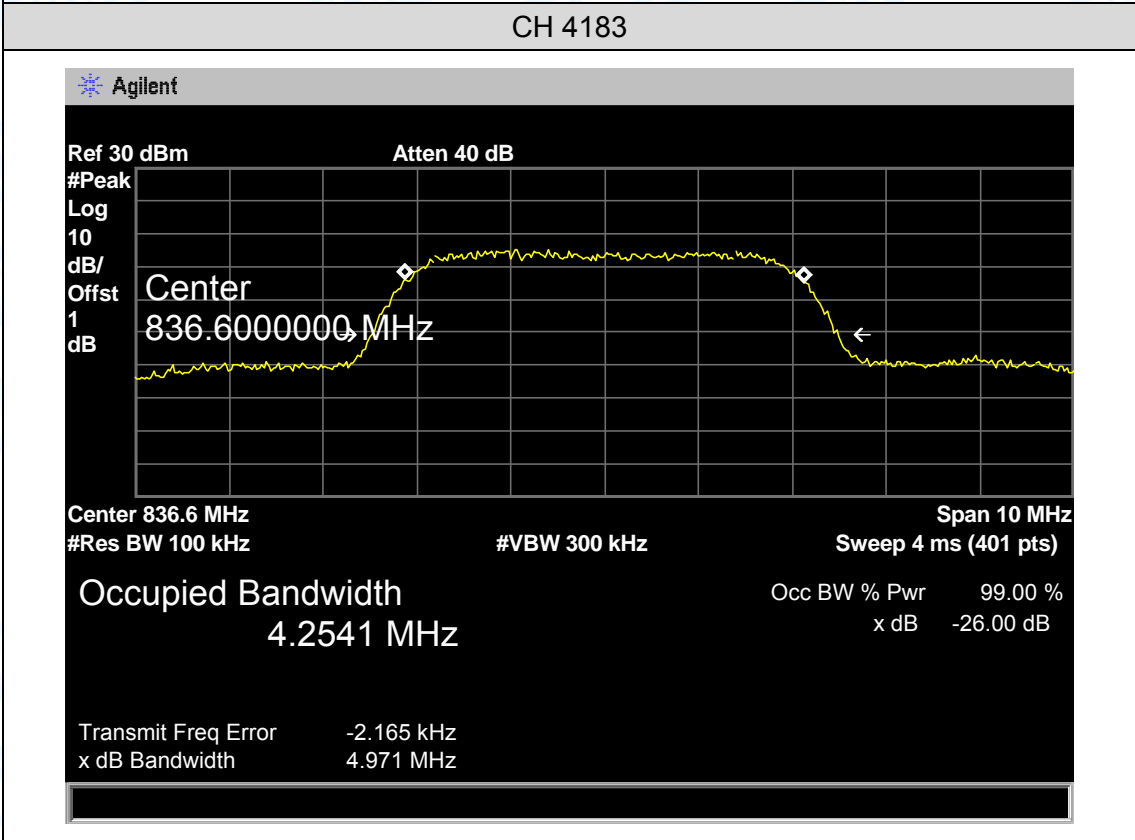 CH 4183
Agilent
Ref 30 dBm Atten 40 dB
#Peak
Log
10
dB/
Offst
1
dB
Center
836.6000000 MHz
Center 836.6 MHz Span 10 MHz
#Res BW 100 kHz #VBW 300 kHz Sweep 4 ms (401 pts)
Occupied Bandwidth Occ BW % Pwr 99.00 %
4.2541 MHz x dB -26.00 dB
Transmit Freq Error -2.165 kHz
x dB Bandwidth 4.971 MHz